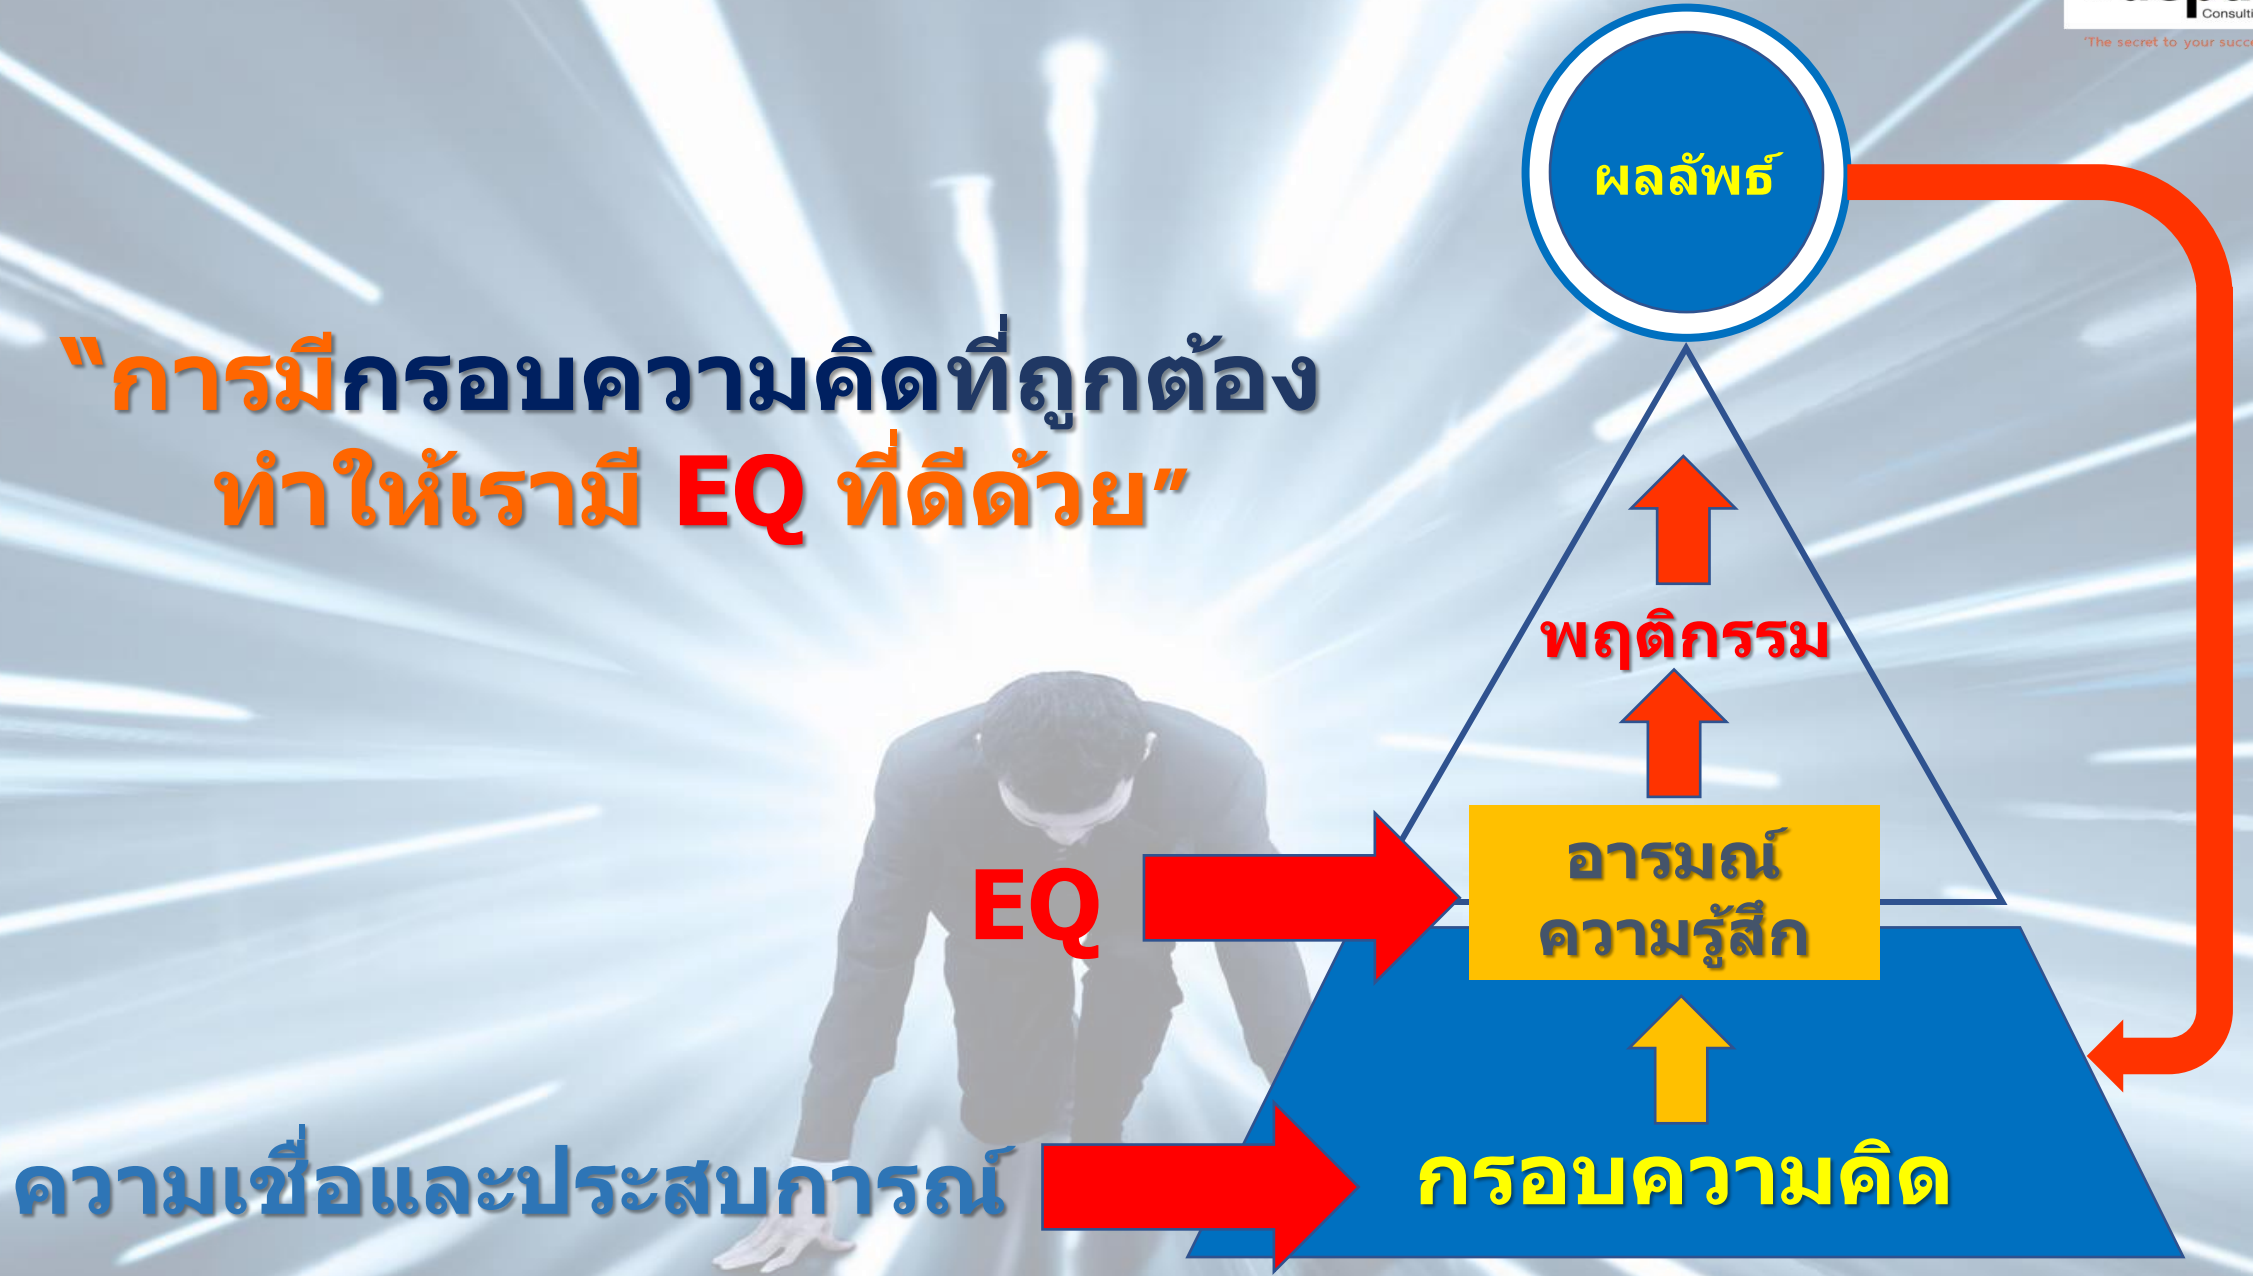 Consulti
"The secret to your succe
ผลลัพธ์
“การมีกรอบความคิดที่ถูกต้อง
ทำให้เรามี EQ ที่ดีด้วย”
พฤติกรรม
อารมณ์
ความรู้สึก
EQ
ความเชื่อและประสบการณ์
กรอบความคิด